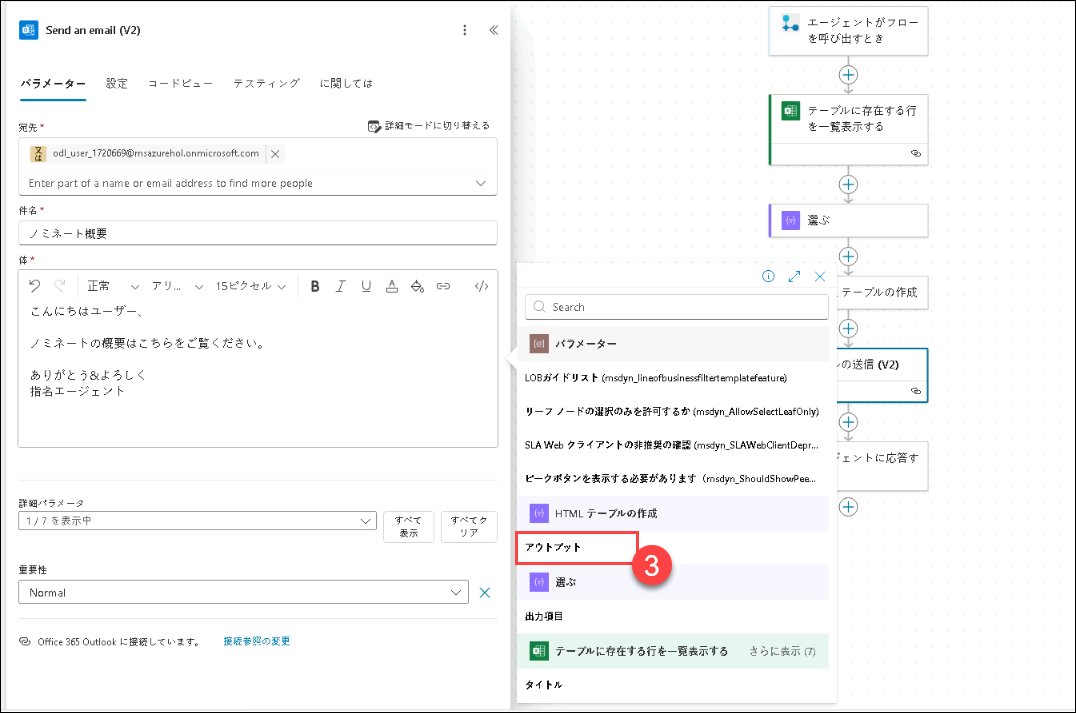 Send an email (V2)
パラメーター 設定 コードビュー テスティング に関しては
宛先*
詳細モードに切り替える
又は odl_user_1720669@msazurehol.onmicrosoft.com
Enter part of a name or email address to find more people
件名*
ノミネート概要
体*
正常 アリ... 15ピクセル B I U A </>
こんにちはユーザー、
ノミネートの概要はこちらをご覧ください。
ありがとう&よろしく
指名エージェント
詳細パラメータ
1 / 7 を表示中
すべて
表示
すべてク
リア
重要性
Normal
Office 365 Outlook に接続しています。 接続参照の変更
Search
パラメーター
LOBガイドリスト (msdyn_lineofbusinessfiltertemplatefeature)
リーフ ノードの選択のみを許可するか (msdyn_AllowSelectLeafOnly)
SLA Web クライアントの非推奨の確認 (msdyn_SLAWebClientDepr...
ピークボタンを表示する必要があります (msdyn_ShouldShowPee...
HTML テーブルの作成
アウトプット
3
選ぶ
出力項目
テーブルに存在する行を一覧表示する さらに表示 (7)
タイトル
エージェントがフロー
を呼び出すとき
テーブルに存在する行
を一覧表示する
選ぶ
テーブルの作成
ルの送信 (V2)
ジェントに応答す